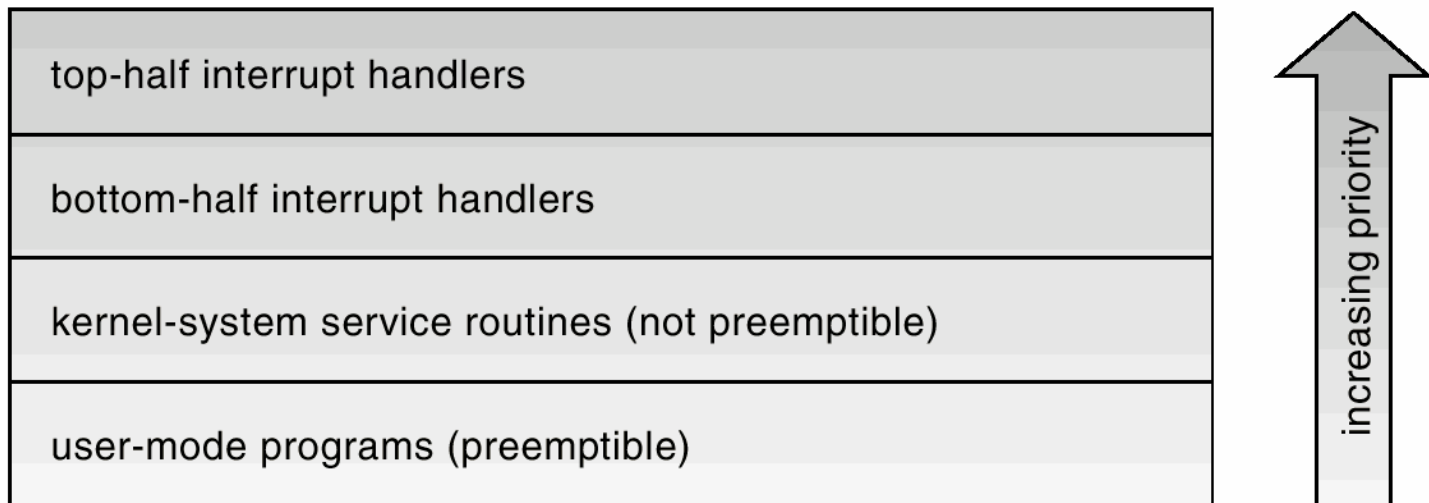 top-half interrupt handlers
bottom-half interrupt handlers
kernel-system service routines (not preemptible)
user-mode programs (preemptible)
increasing priority